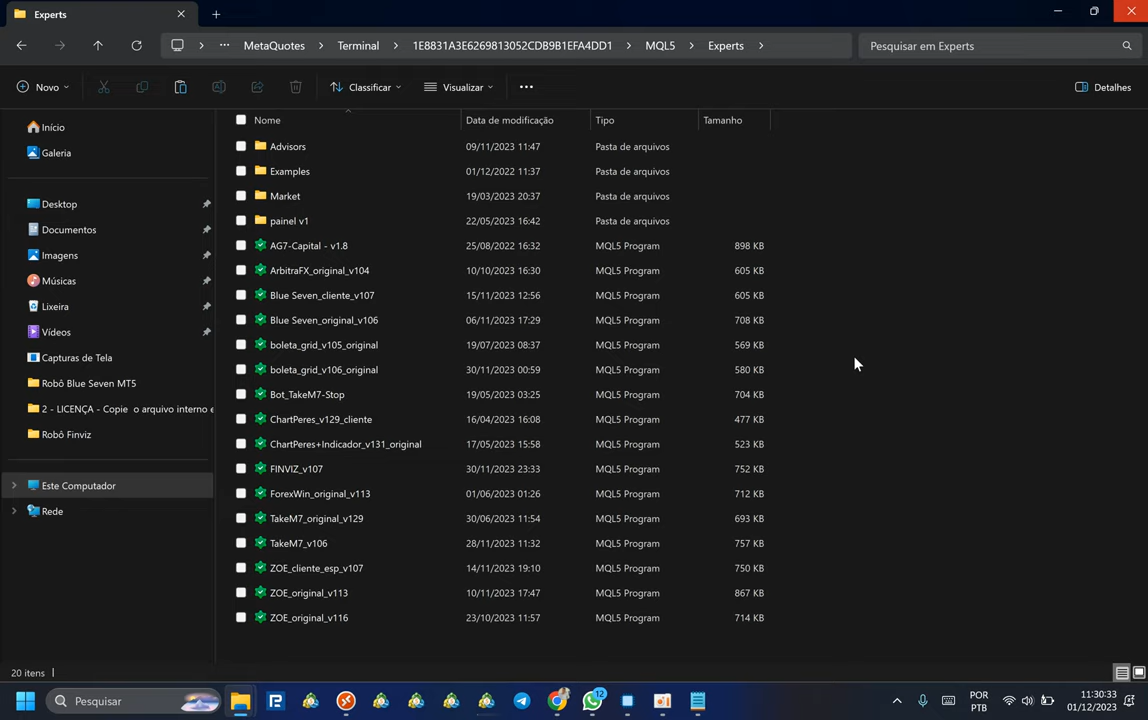 Experts
MetaQuotes
Terminal
1E8831A3E6269813052CDB9B1EFA4DD1
MQL5
Experts
Pesquisar em Experts
Novo
Classificar
Visualizar
Detalhes
Início
Galeria
Desktop
Documentos
Imagens
Músicas
Lixeira
Vídeos
Capturas de Tela
Robô Blue Seven MT5
2 - LICENÇA - Copie o arquivo interno e
Robô Finviz
Este Computador
Rede
Nome Data de modificação Tipo Tamanho
Advisors 09/11/2023 11:47 Pasta de arquivos
Examples 01/12/2022 11:37 Pasta de arquivos
Market 19/03/2023 20:37 Pasta de arquivos
painel v1 22/05/2023 16:42 Pasta de arquivos
AG7-Capital - v1.8 25/08/2022 16:32 MQL5 Program 898 KB
ArbitraFX_original_v104 10/10/2023 16:30 MQL5 Program 605 KB
Blue Seven_cliente_v107 15/11/2023 12:56 MQL5 Program 605 KB
Blue Seven_original_v106 06/11/2023 17:29 MQL5 Program 708 KB
boleta_grid_v105_original 19/07/2023 08:37 MQL5 Program 569 KB
boleta_grid_v106_original 30/11/2023 00:59 MQL5 Program 580 KB
Bot_TakeM7-Stop 19/05/2023 03:25 MQL5 Program 704 KB
ChartPeres_v129_cliente 16/04/2023 16:08 MQL5 Program 477 KB
ChartPeres+Indicador_v131_original 17/05/2023 15:58 MQL5 Program 523 KB
FINVIZ_v107 30/11/2023 23:33 MQL5 Program 752 KB
ForexWin_original_v113 01/06/2023 01:26 MQL5 Program 712 KB
TakeM7_original_v129 30/06/2023 11:54 MQL5 Program 693 KB
TakeM7_v106 28/11/2023 11:32 MQL5 Program 757 KB
ZOE_cliente_esp_v107 14/11/2023 19:10 MQL5 Program 750 KB
ZOE_original_v113 10/11/2023 17:47 MQL5 Program 867 KB
ZOE_original_v116 23/10/2023 11:57 MQL5 Program 714 KB
20 itens
Pesquisar
12
POR
PTB
11:30:33
01/12/2023